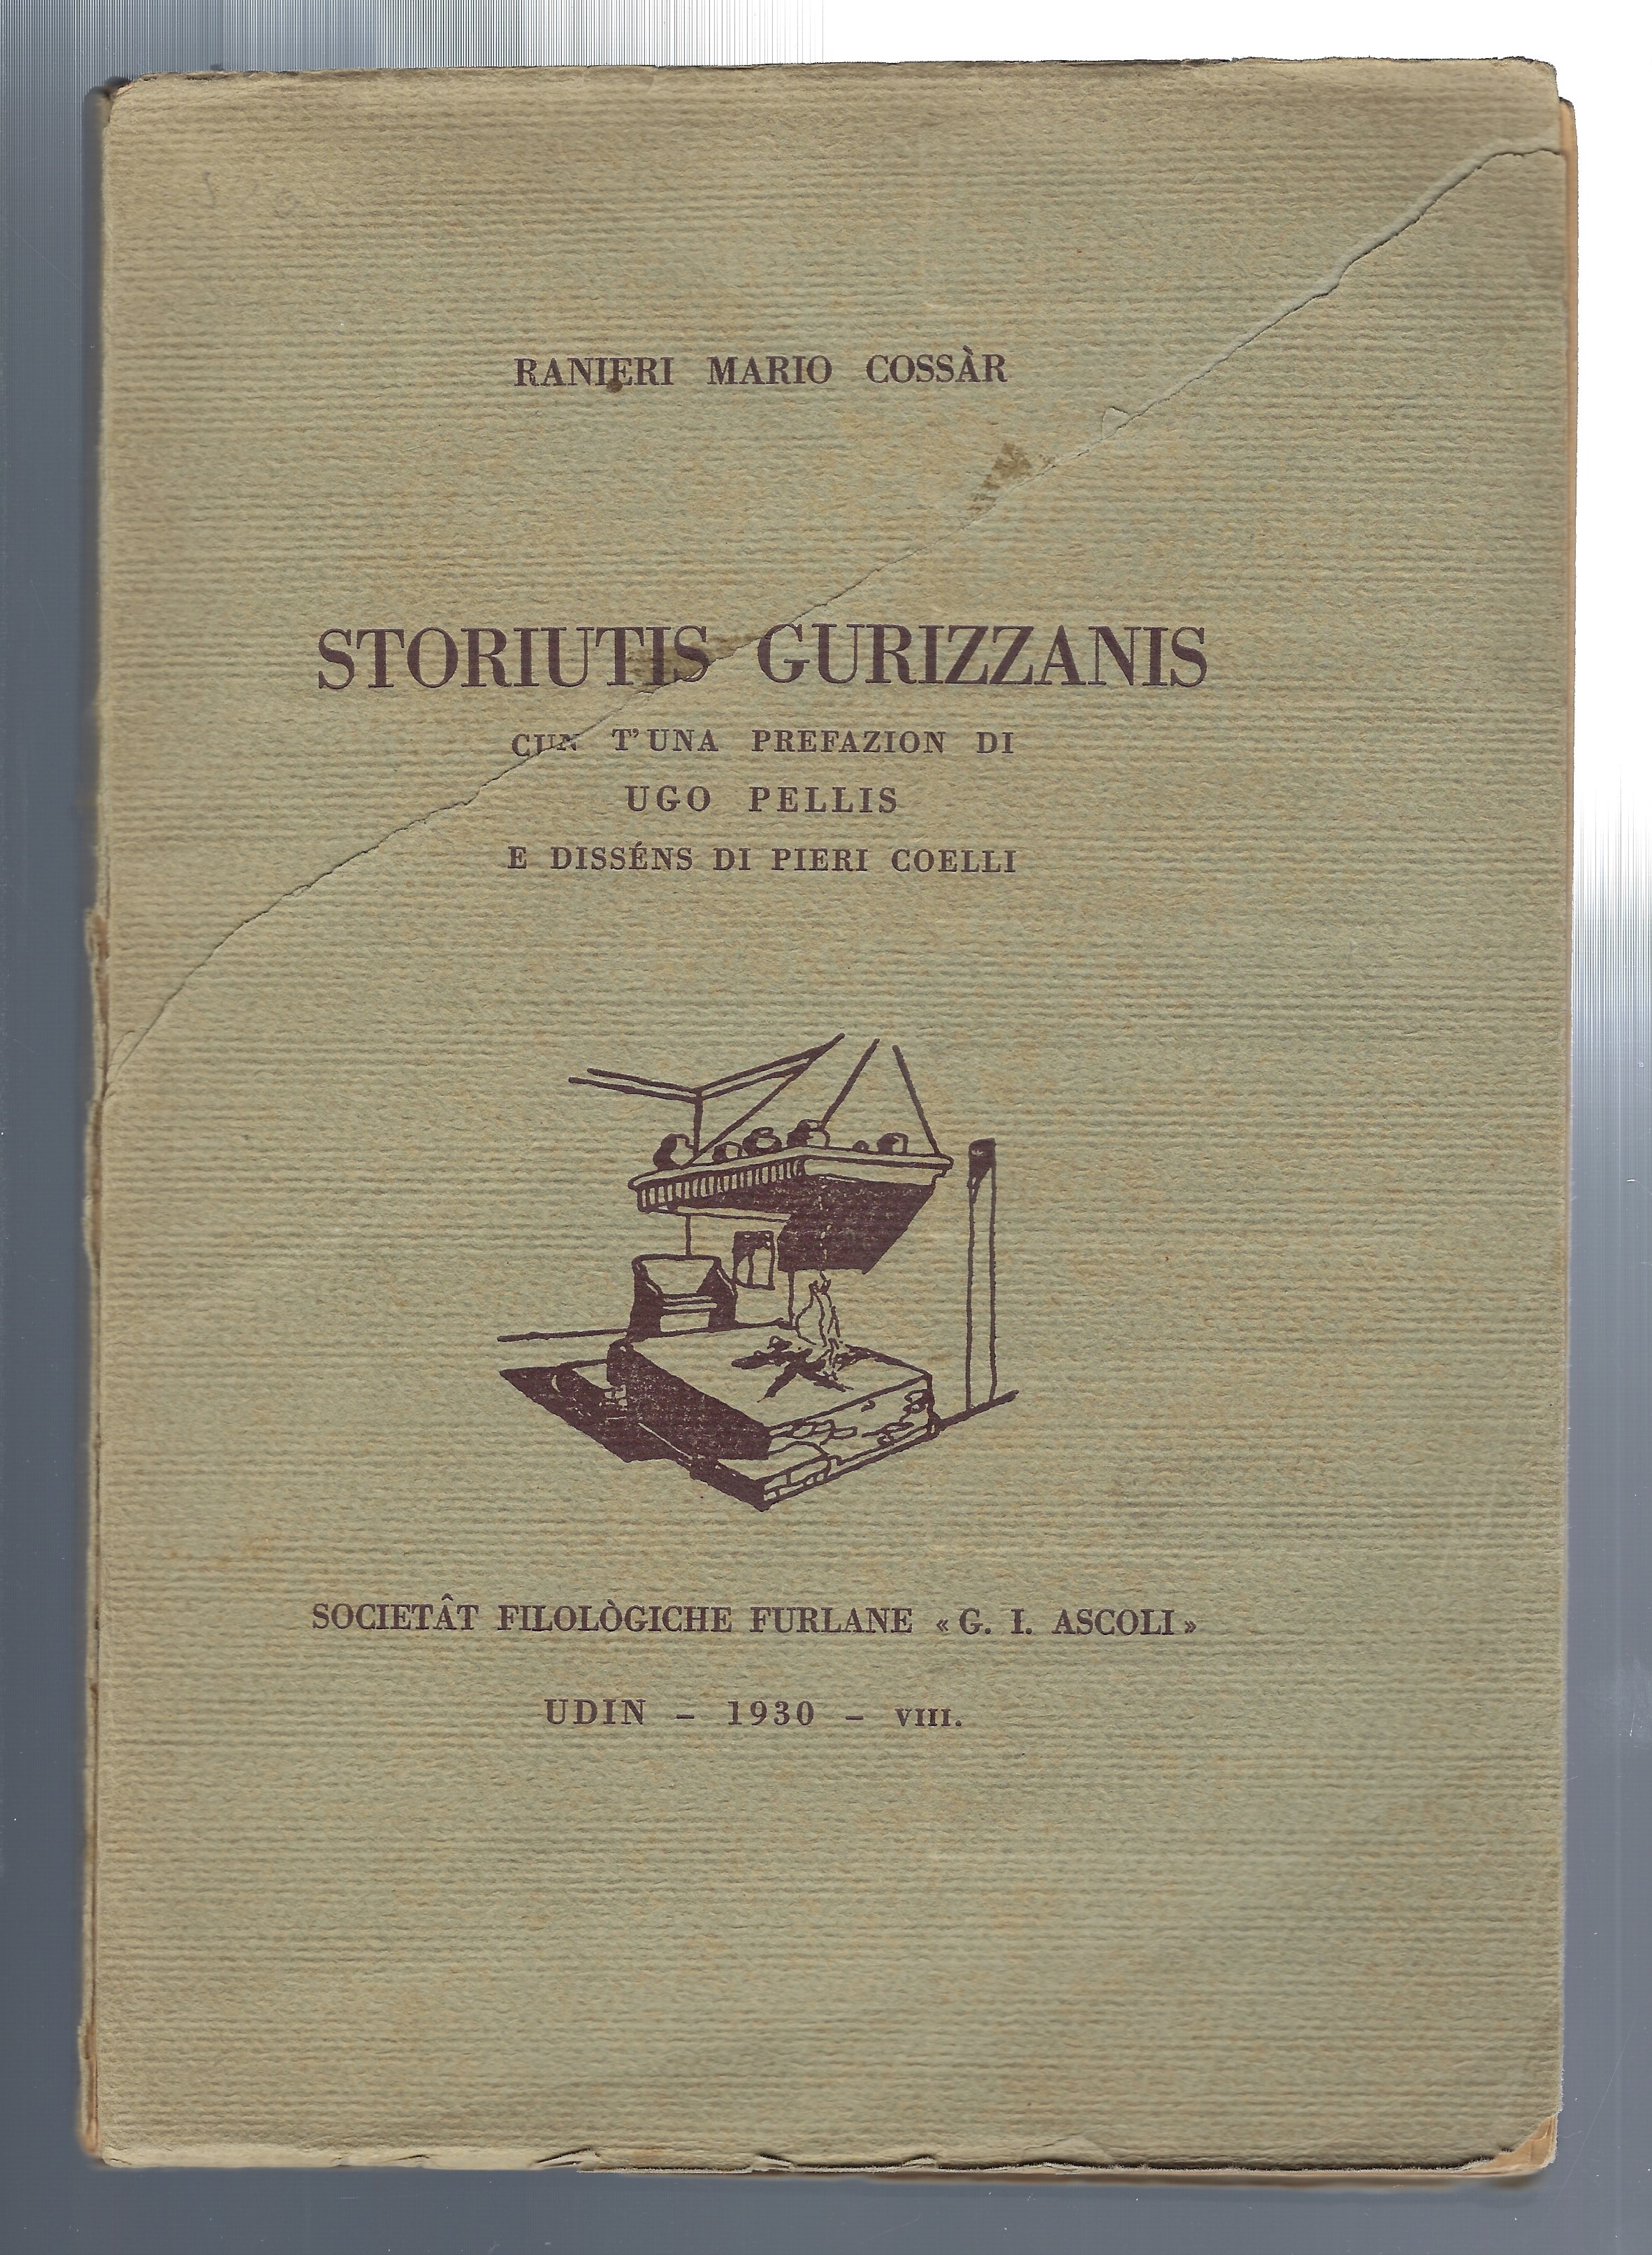 RANIERI MARIO COSSÀR
STORIUTIS GURIZZANIS
CUN T'UNA PREFAZION DI
UGO PELLIS
E DISSÉNS DI PIERI COELLI
SOCIETÂT FILOLÒGICHE FURLANE « G. I. ASCOLI »
UDIN – 1930 – VIII.